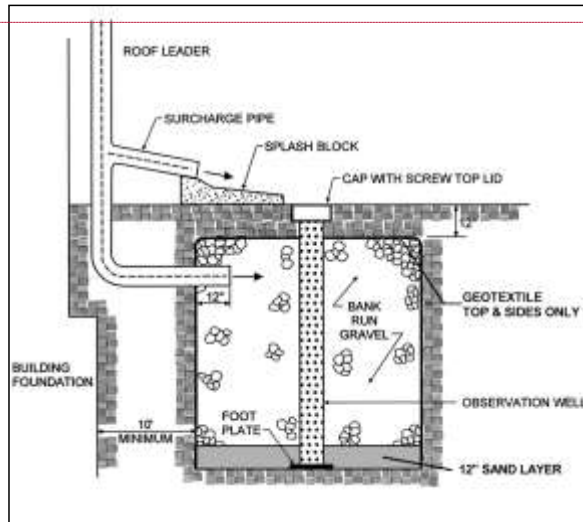 ROOF LEADER
SURCHARGE PIPE
SPLASH BLOCK
CAP WITH SCREW TOP LID
12"
GEOTEXTILE
TOP & SIDES ONLY
BANK
RUN
GRAVEL
BUILDING
FOUNDATION
OBSERVATION WELL
FOOT
PLATE
10'
MINIMUM
12" SAND LAYER